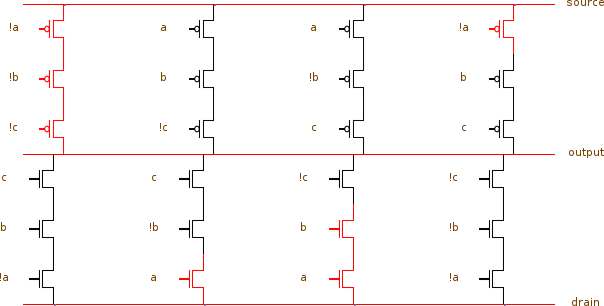 source
!a a a !a
!b b !b b
!c !c c c
output
c c !c !c
b !b b !b
!a a a !a
drain